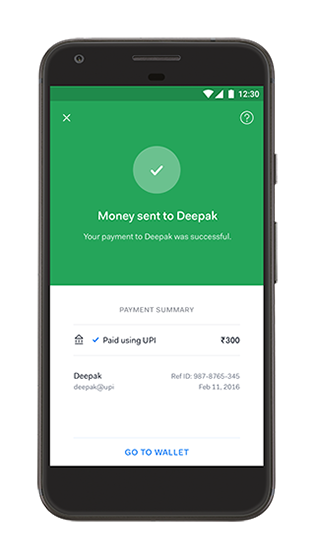 12:30
Money sent to Deepak
Your payment to Deepak was successful.
PAYMENT SUMMARY
Paid using UPI ₹300
Deepak Ref ID: 987-8765-345
deepak@upi Feb 11, 2016
GO TO WALLET